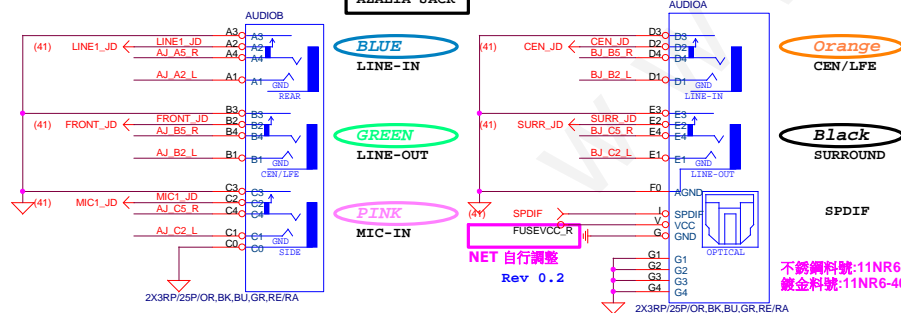 AZALIA JACK
AUDIOB
AUDIOA
A3
A3
(41)
LINE1_JD
LINE1_JD
A2
A2
AJ_A5_R
A4
A4
AJ_A2_L
A1
A1
GND
REAR
BLUE
LINE-IN
B3
B3
(41)
FRONT_JD
FRONT_JD
B2
B2
AJ_B5_R
B4
B4
AJ_B2_L
B1
B1
GND
CEN/LFE
GREEN
LINE-OUT
C3
C3
(41)
MIC1_JD
MIC1_JD
C2
C2
AJ_C5_R
C4
C4
AJ_C2_L
C1
C1
GND
C0
C0
SIDE
PINK
MIC-IN
2X3RP/25P/OR,BK,BU,GR,RE/RA
D3
D3
(41)
CEN_JD
CEN_JD
D2
D2
BJ_B5_R
D4
D4
BJ_B2_L
D1
D1
GND
LINE-IN
Orange
CEN/LFE
E3
E3
(41)
SURR_JD
SURR_JD
E2
E2
BJ_C5_R
E4
E4
BJ_C2_L
E1
E1
GND
LINE-OUT
Black
SURROUND
F0
AGND
(41)
SPDIF
I
SPDIF
V
VCC
FUSEVCC_R
G
GND
OPTICAL
SPDIF
NET 自行調整
Rev 0.2
G1
G1
G2
G2
G3
G3
G4
G4
2X3RP/25P/OR,BK,BU,GR,RE/RA
不銹鋼料號:11NR6
鍍金料號:11NR6-40